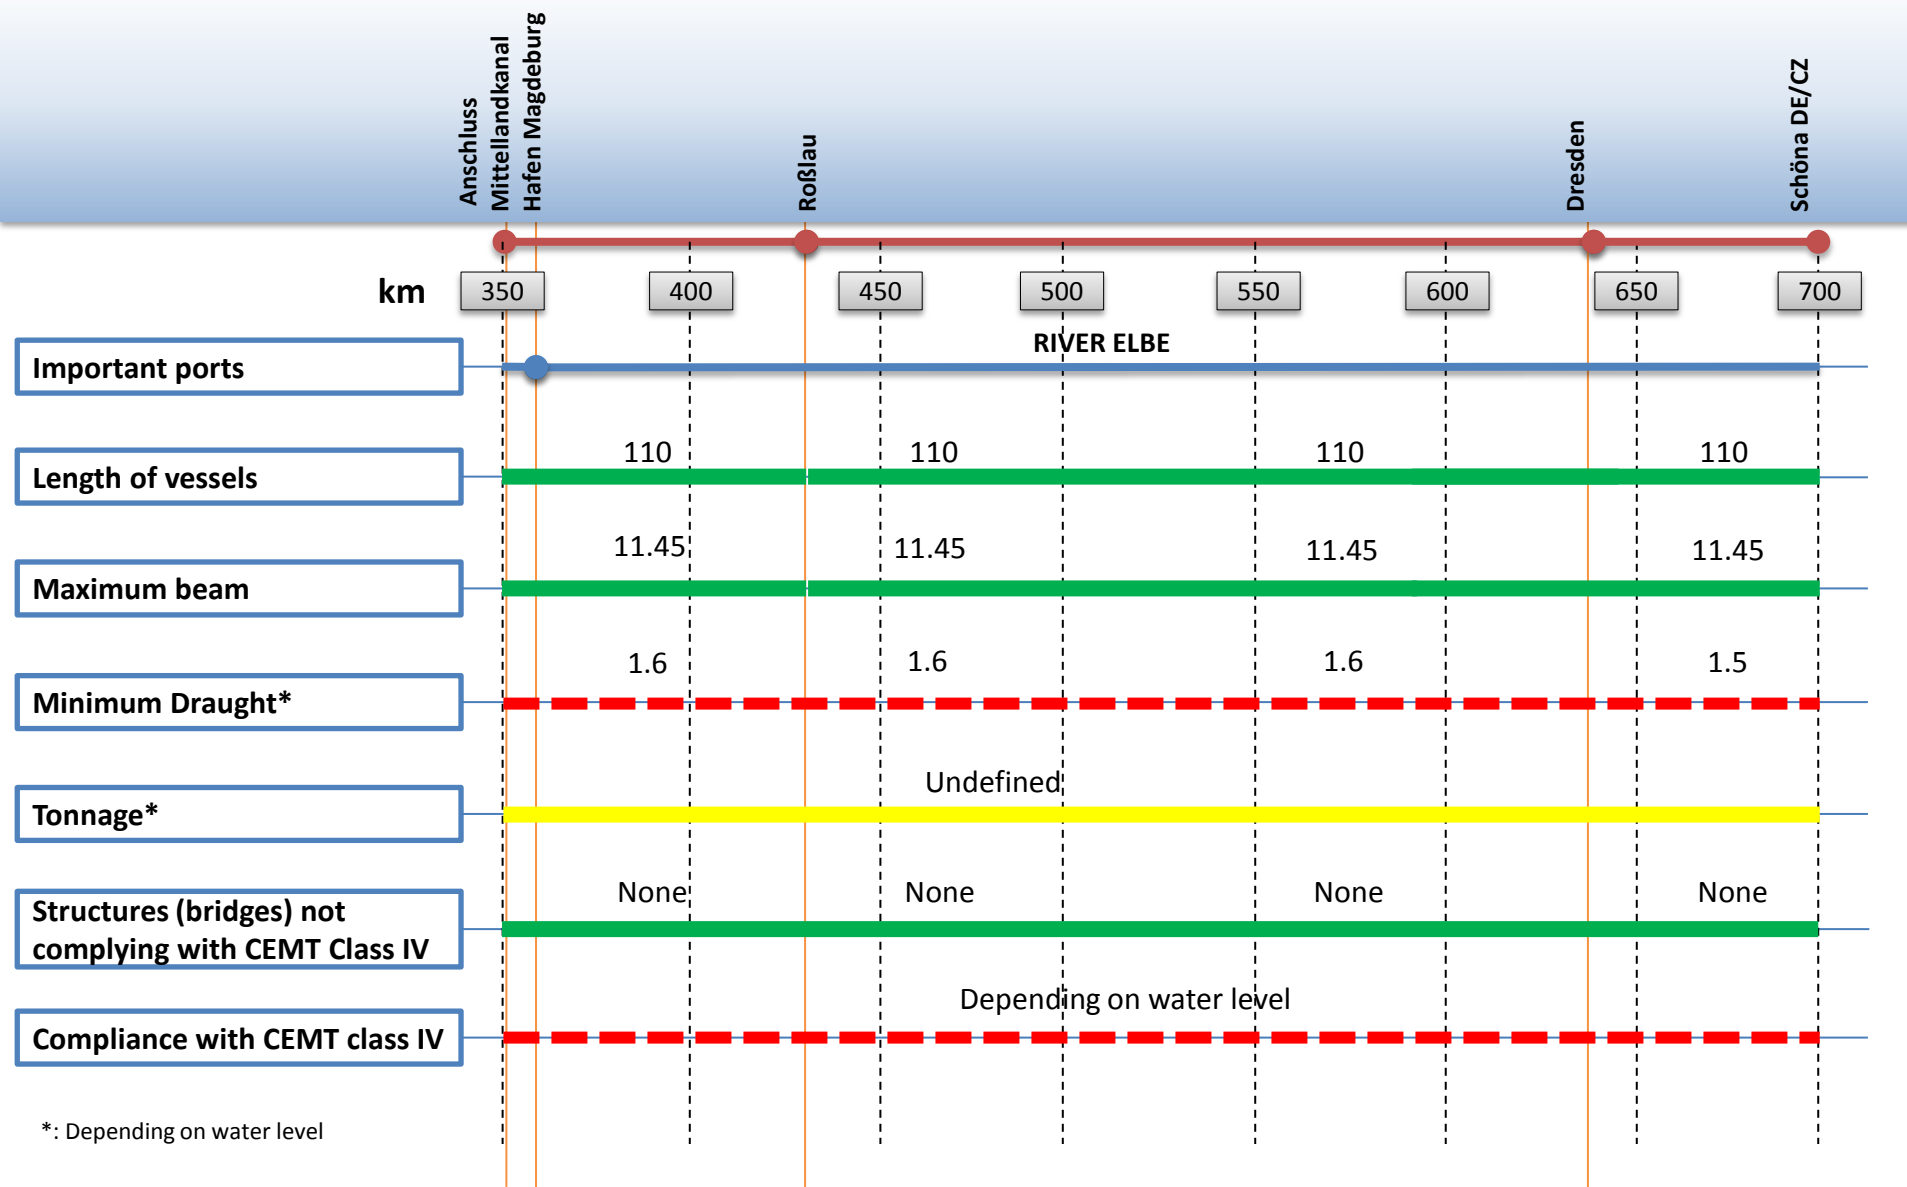 Anschluss
Mittellandkanal
Hafen Magdeburg
Roßlau
Dresden
Schöna DE/CZ
km
350
400
450
500
550
600
650
700
RIVER ELBE
Important ports
110
110
110
110
Length of vessels
11.45
11.45
11.45
11.45
Maximum beam
1.6
1.6
1.6
1.5
Minimum Draught*
Undefined
Tonnage*
None
None
None
None
Structures (bridges) not
complying with CEMT Class IV
Depending on water level
Compliance with CEMT class IV
*: Depending on water level